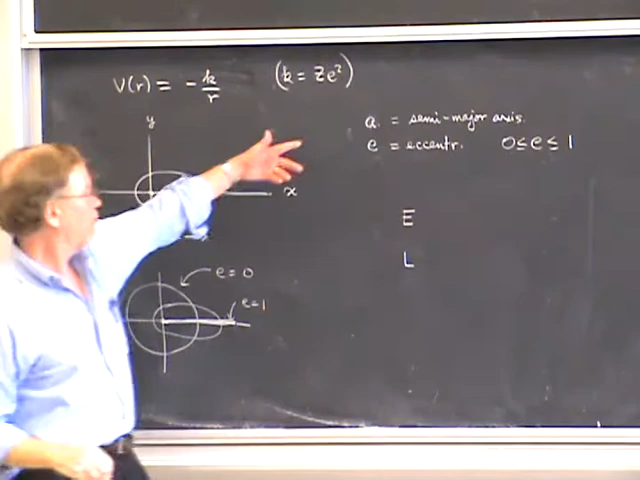 V(r) = - k/r (k = Ze²)
y
x
a = semi-major axis.
e = eccentr. 0 ≤ e ≤ 1
E
L
e = 0
e = 1